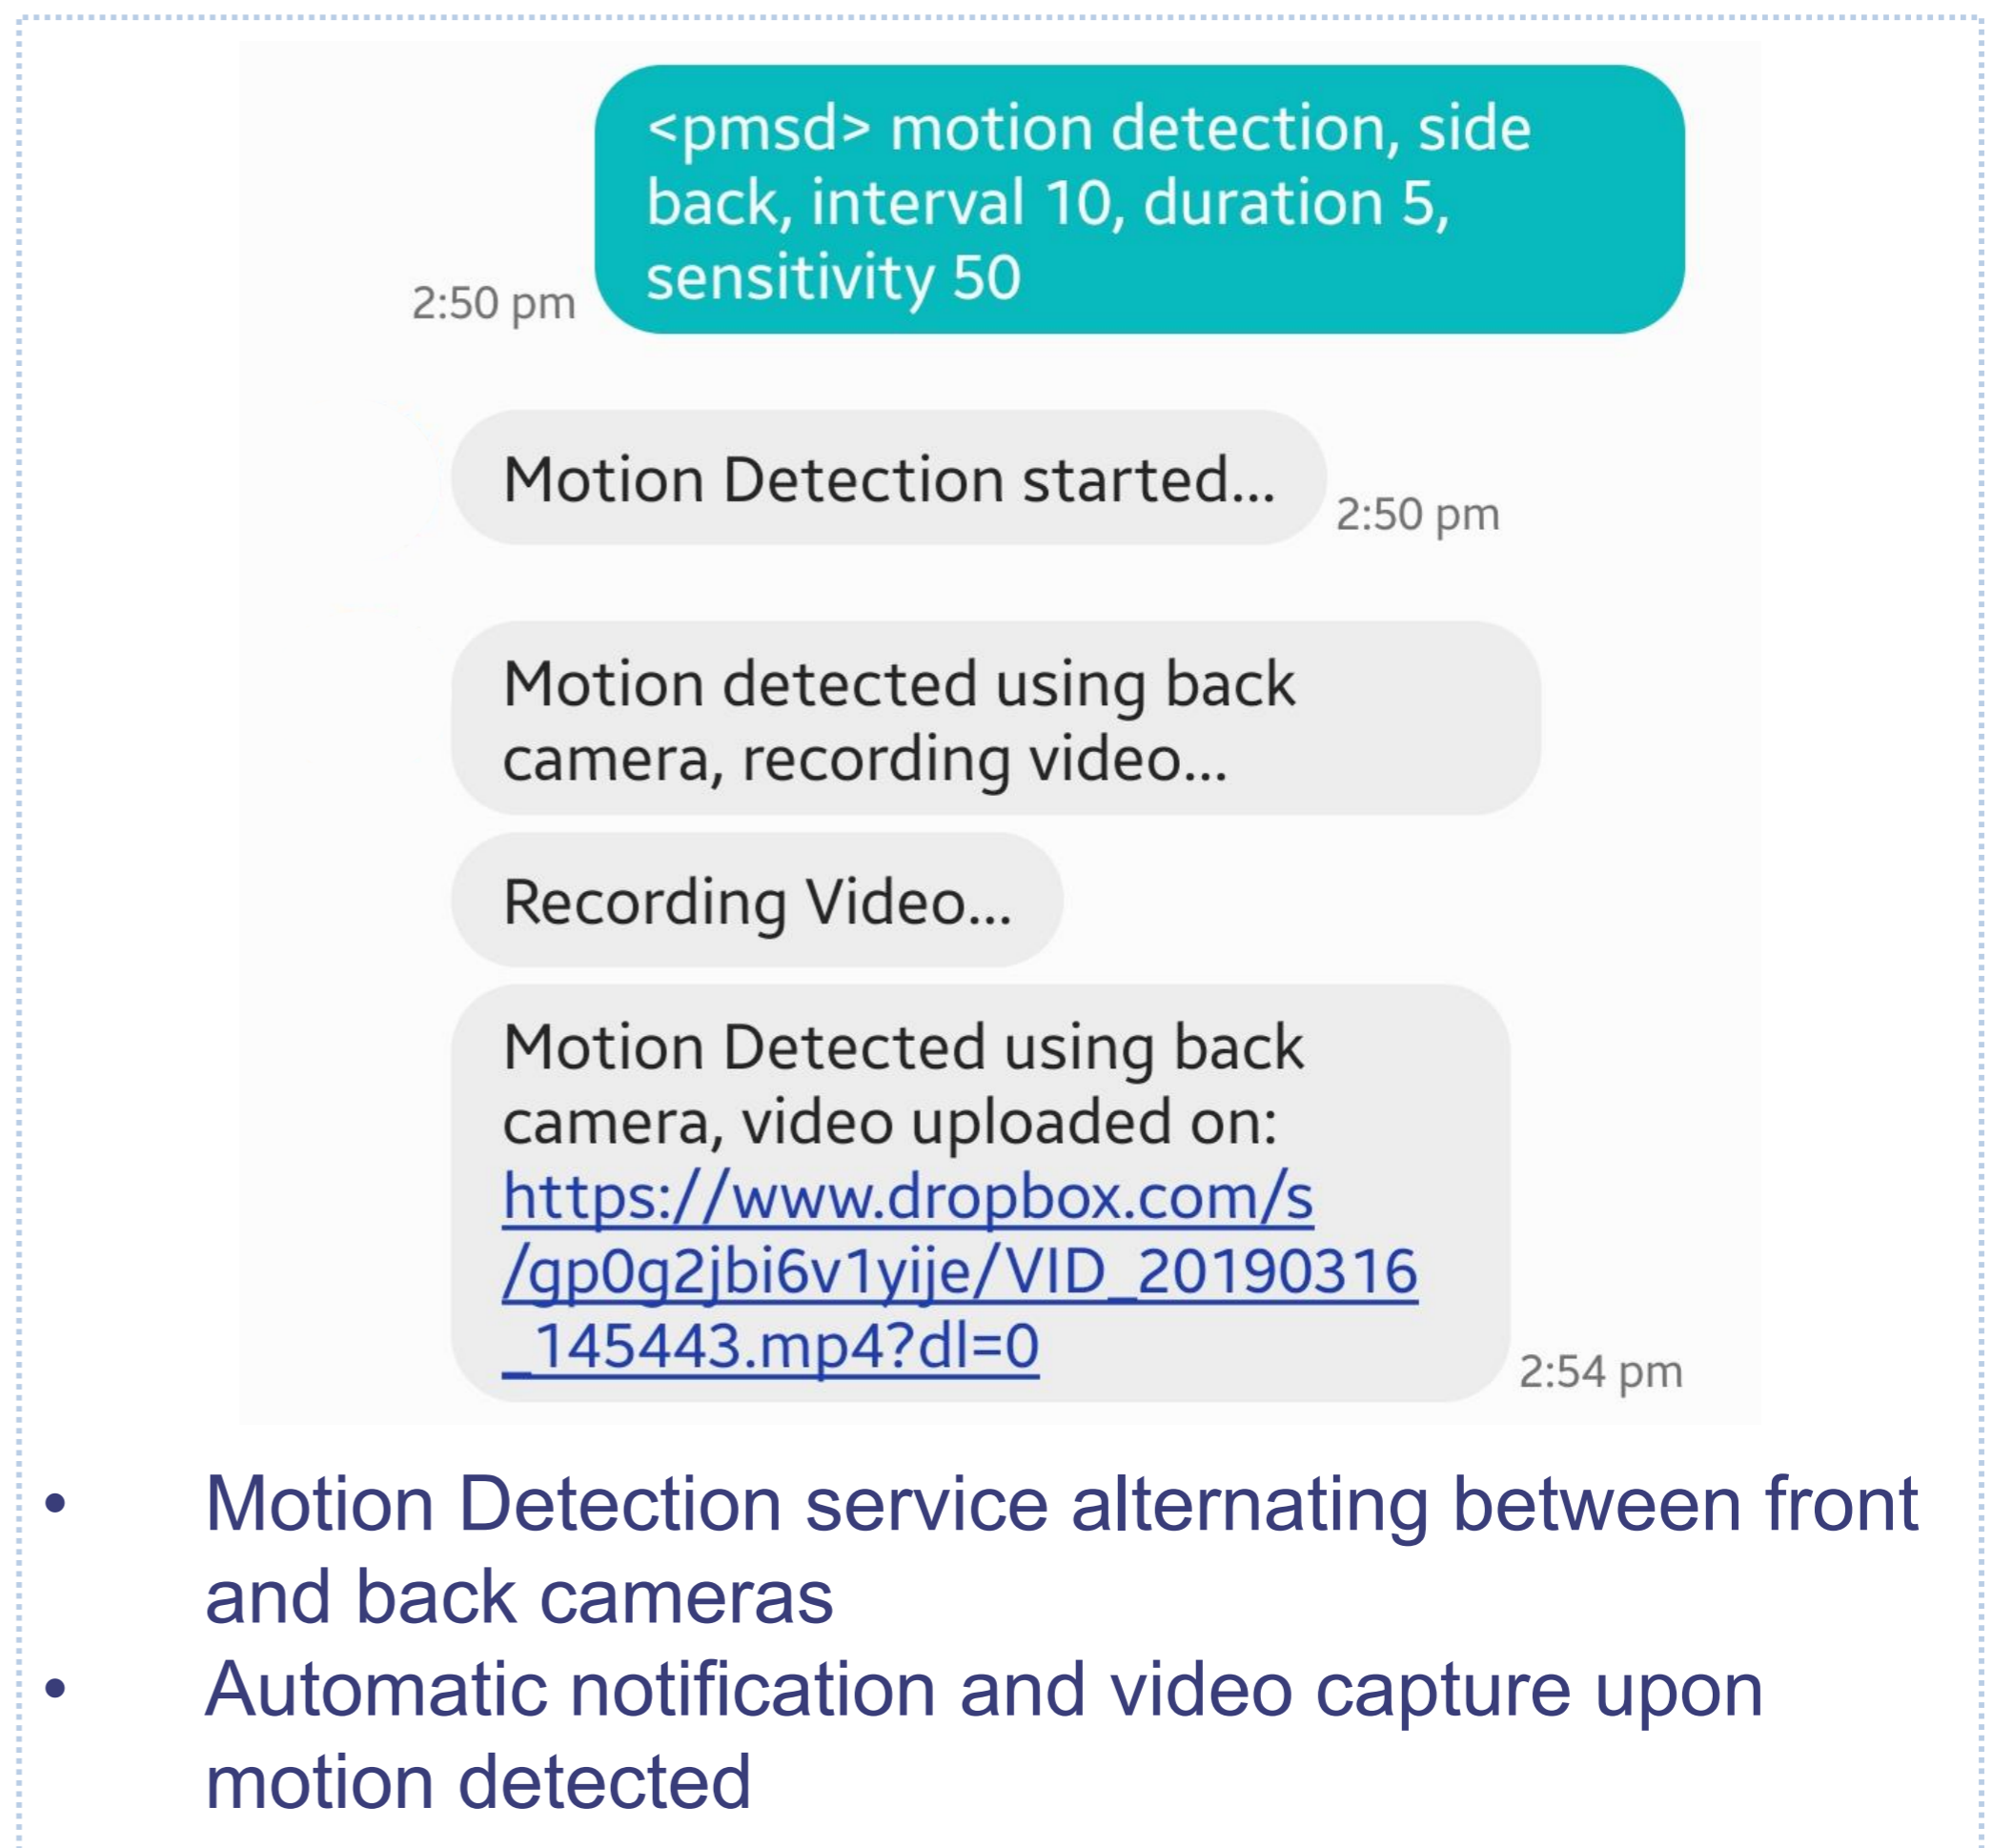 <pmsd> motion detection, side
back, interval 10, duration 5,
sensitivity 50
2:50 pm
Motion Detection started...
2:50 pm
Motion detected using back
camera, recording video...
Recording Video...
Motion Detected using back
camera, video uploaded on:
https://www.dropbox.com/s
/gp0g2jbi6v1yije/VID_20190316
_145443.mp4?dl=0
2:54 pm
• Motion Detection service alternating between front
and back cameras
• Automatic notification and video capture upon
motion detected